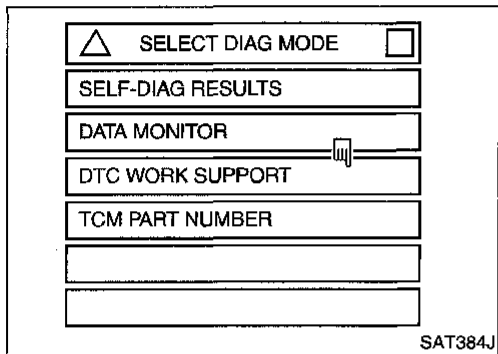 SELECT DIAG MODE
SELF-DIAG RESULTS
DATA MONITOR
DTC WORK SUPPORT
TCM PART NUMBER
SAT384J